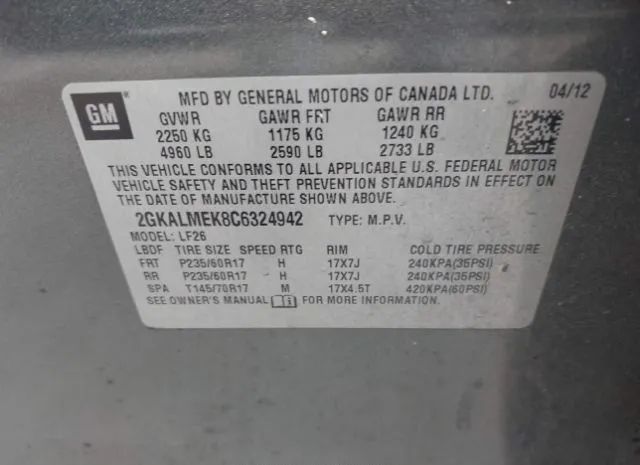 GM
MFD BY GENERAL MOTORS OF CANADA LTD. 04/12
GVWR GAWR FRT GAWR RR
2250 KG 1175 KG 1240 KG
4960 LB 2590 LB 2733 LB
THIS VEHICLE CONFORMS TO ALL APPLICABLE U.S. FEDERAL MOTOR
VEHICLE SAFETY AND THEFT PREVENTION STANDARDS IN EFFECT ON
THE DATE OF MANUFACTURE SHOWN ABOVE.
2GKALMEK8C6324942 TYPE: M.P.V.
MODEL: LF26
LBDF TIRE SIZE SPEED RTG RIM COLD TIRE PRESSURE
FRT P235/60R17 H 17X7J 240KPA(35PSI)
RR P235/60R17 H 17X7J 240KPA(35PSI)
SPA T145/70R17 M 17X4.5T 420KPA(60PSI)
SEE OWNER'S MANUAL FOR MORE INFORMATION.